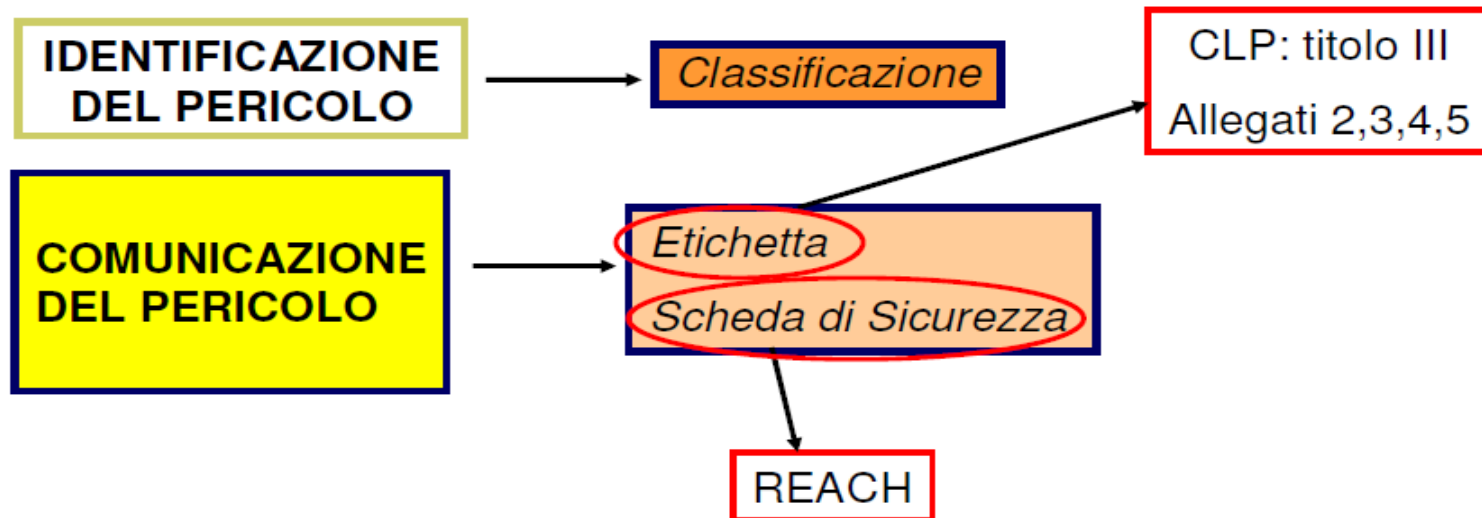 IDENTIFICAZIONE
DEL PERICOLO
Classificazione
CLP: titolo III
Allegati 2,3,4,5
COMUNICAZIONE
DEL PERICOLO
Etichetta
Scheda di Sicurezza
REACH